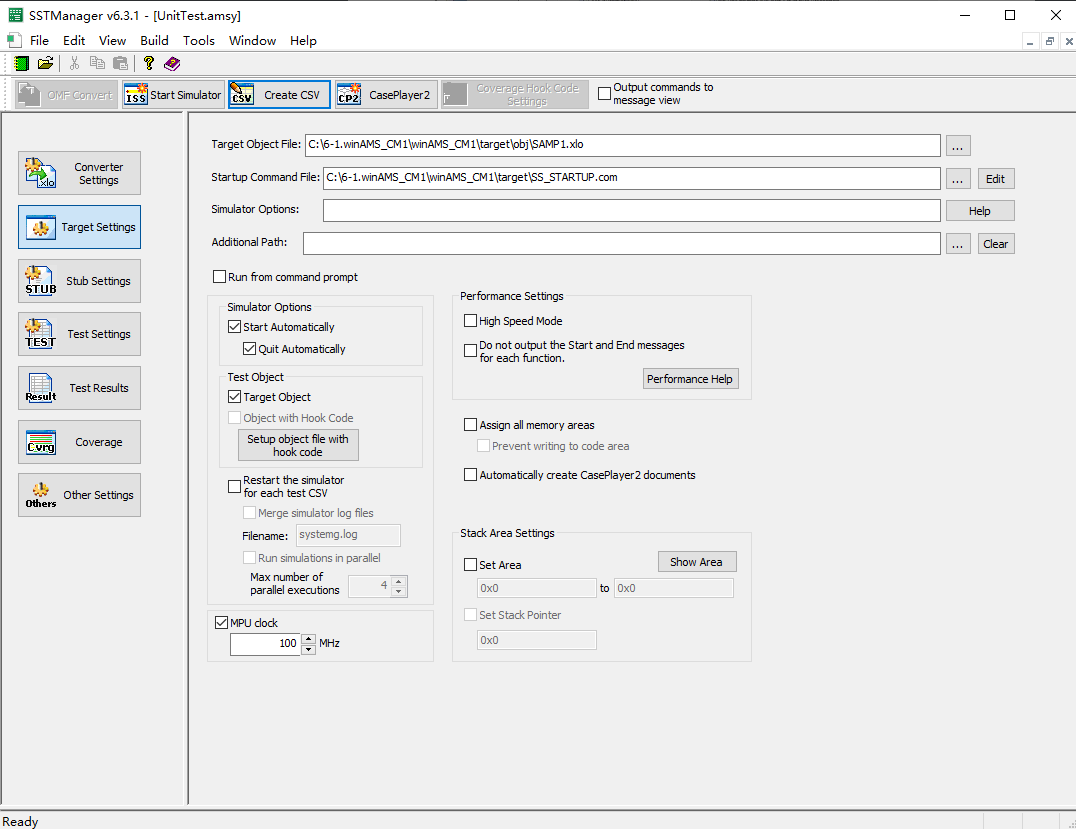 SSTManager v6.3.1 - [UnitTest.amsy]
File Edit View Build Tools Window Help
OMF Convert
ISS Start Simulator
CSV Create CSV
CP2 CasePlayer2
Coverage Hook Code
Settings
Output commands to
message view
.xlo
Converter
Settings
Target Settings
STUB Stub Settings
TEST Test Settings
Result Test Results
Cvrg Coverage
Others Other Settings
Target Object File: C:\6-1.winAMS_CM1\winAMS_CM1\target\obj\SAMP1.xlo ...
Startup Command File: C:\6-1.winAMS_CM1\winAMS_CM1\target\SS_STARTUP.com ... Edit
Simulator Options: Help
Additional Path: ... Clear
Run from command prompt
Simulator Options
Start Automatically
Quit Automatically
Test Object
Target Object
Object with Hook Code
Setup object file with
hook code
Restart the simulator
for each test CSV
Merge simulator log files
Filename: systemg.log
Run simulations in parallel
Max number of
parallel executions 4
MPU clock
100 MHz
Performance Settings
High Speed Mode
Do not output the Start and End messages
for each function.
Performance Help
Assign all memory areas
Prevent writing to code area
Automatically create CasePlayer2 documents
Stack Area Settings
Set Area Show Area
0x0 to 0x0
Set Stack Pointer
0x0
Ready